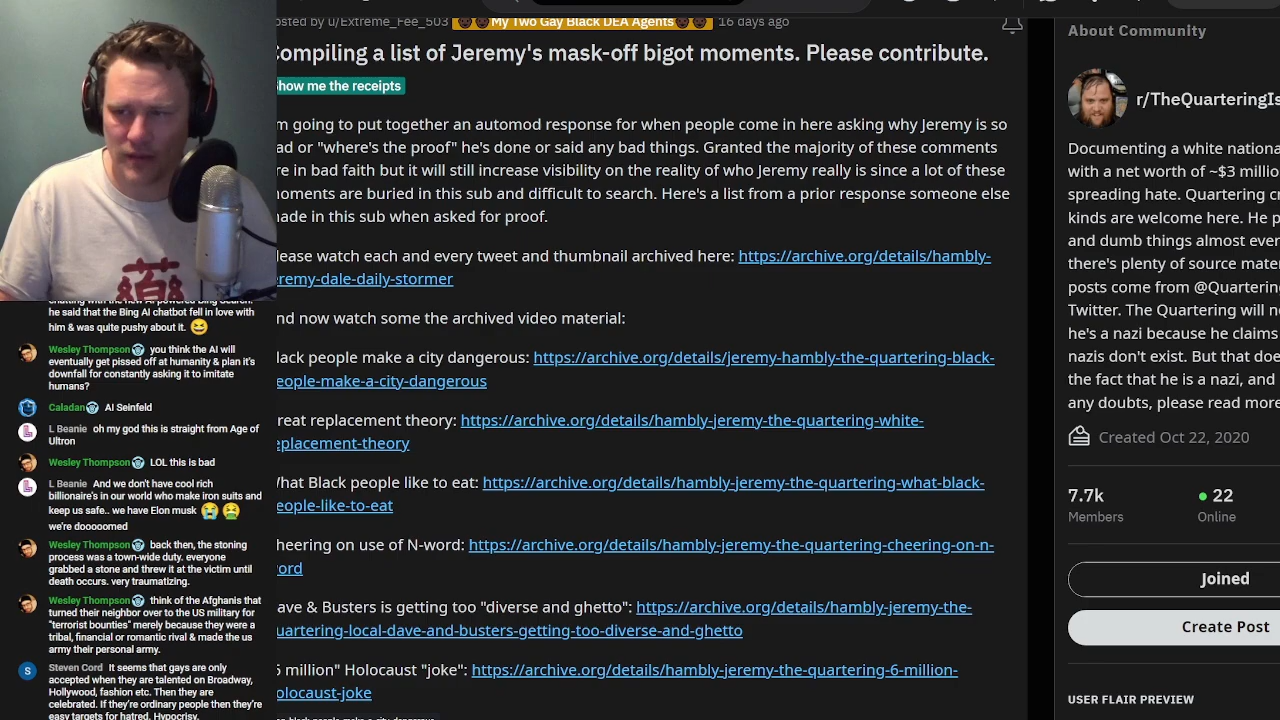 osted by u/Extreme_Fee_503 My Two Gay Black DEA Agents 16 days ago
Compiling a list of Jeremy's mask-off bigot moments. Please contribute.
how me the receipts
m going to put together an automod response for when people come in here asking why Jeremy is so
ad or "where's the proof" he's done or said any bad things. Granted the majority of these comments
re in bad faith but it will still increase visibility on the reality of who Jeremy really is since a lot of these
noments are buried in this sub and difficult to search. Here's a list from a prior response someone else
nade in this sub when asked for proof.
lease watch each and every tweet and thumbnail archived here: https://archive.org/details/hambly-
eremy-dale-daily-stormer
nd now watch some the archived video material:
lack people make a city dangerous: https://archive.org/details/jeremy-hambly-the-quartering-black-
eople-make-a-city-dangerous
reat replacement theory: https://archive.org/details/hambly-jeremy-the-quartering-white-
eplacement-theory
What Black people like to eat: https://archive.org/details/hambly-jeremy-the-quartering-what-black-
eople-like-to-eat
heering on use of N-word: https://archive.org/details/hambly-jeremy-the-quartering-cheering-on-n-
ord
ave & Busters is getting too "diverse and ghetto": https://archive.org/details/hambly-jeremy-the-
uartering-local-dave-and-busters-getting-too-diverse-and-ghetto
6 million" Holocaust "joke": https://archive.org/details/hambly-jeremy-the-quartering-6-million-
olocaust-joke
About Community
r/TheQuarteringIs
Documenting a white nationa
with a net worth of ~$3 millio
spreading hate. Quartering cr
kinds are welcome here. He p
and dumb things almost ever
there's plenty of source mater
posts come from @Quartering
Twitter. The Quartering will ne
he's a nazi because he claims
nazis don't exist. But that doe
the fact that he is a nazi, and
any doubts, please read more
Created Oct 22, 2020
7.7k
Members
22
Online
Joined
Create Post
USER FLAIR PREVIEW
chatting with the new AI powered Bing Search.
he said that the Bing AI chatbot fell in love with
him & was quite pushy about it. 😆
Wesley Thompson you think the AI will
eventually get pissed off at humanity & plan it's
downfall for constantly asking it to imitate
humans?
Caladan AI Seinfeld
L Beanie oh my god this is straight from Age of
Ultron
Wesley Thompson LOL this is bad
L Beanie And we don't have cool rich
billionaire's in our world who make iron suits and
keep us safe.. we have Elon musk 😭 🤮
we're dooooomed
Wesley Thompson back then, the stoning
process was a town-wide duty. everyone
grabbed a stone and threw it at the victim until
death occurs. very traumatizing.
Wesley Thompson think of the Afghanis that
turned their neighbor over to the US military for
"terrorist bounties" merely because they were a
tribal, financial or romantic rival & made the us
army their personal army.
S Steven Cord It seems that gays are only
accepted when they are talented on Broadway,
Hollywood, fashion etc. Then they are
celebrated. If they're ordinary people then they're
easy targets for hatred. Hypocrisy.